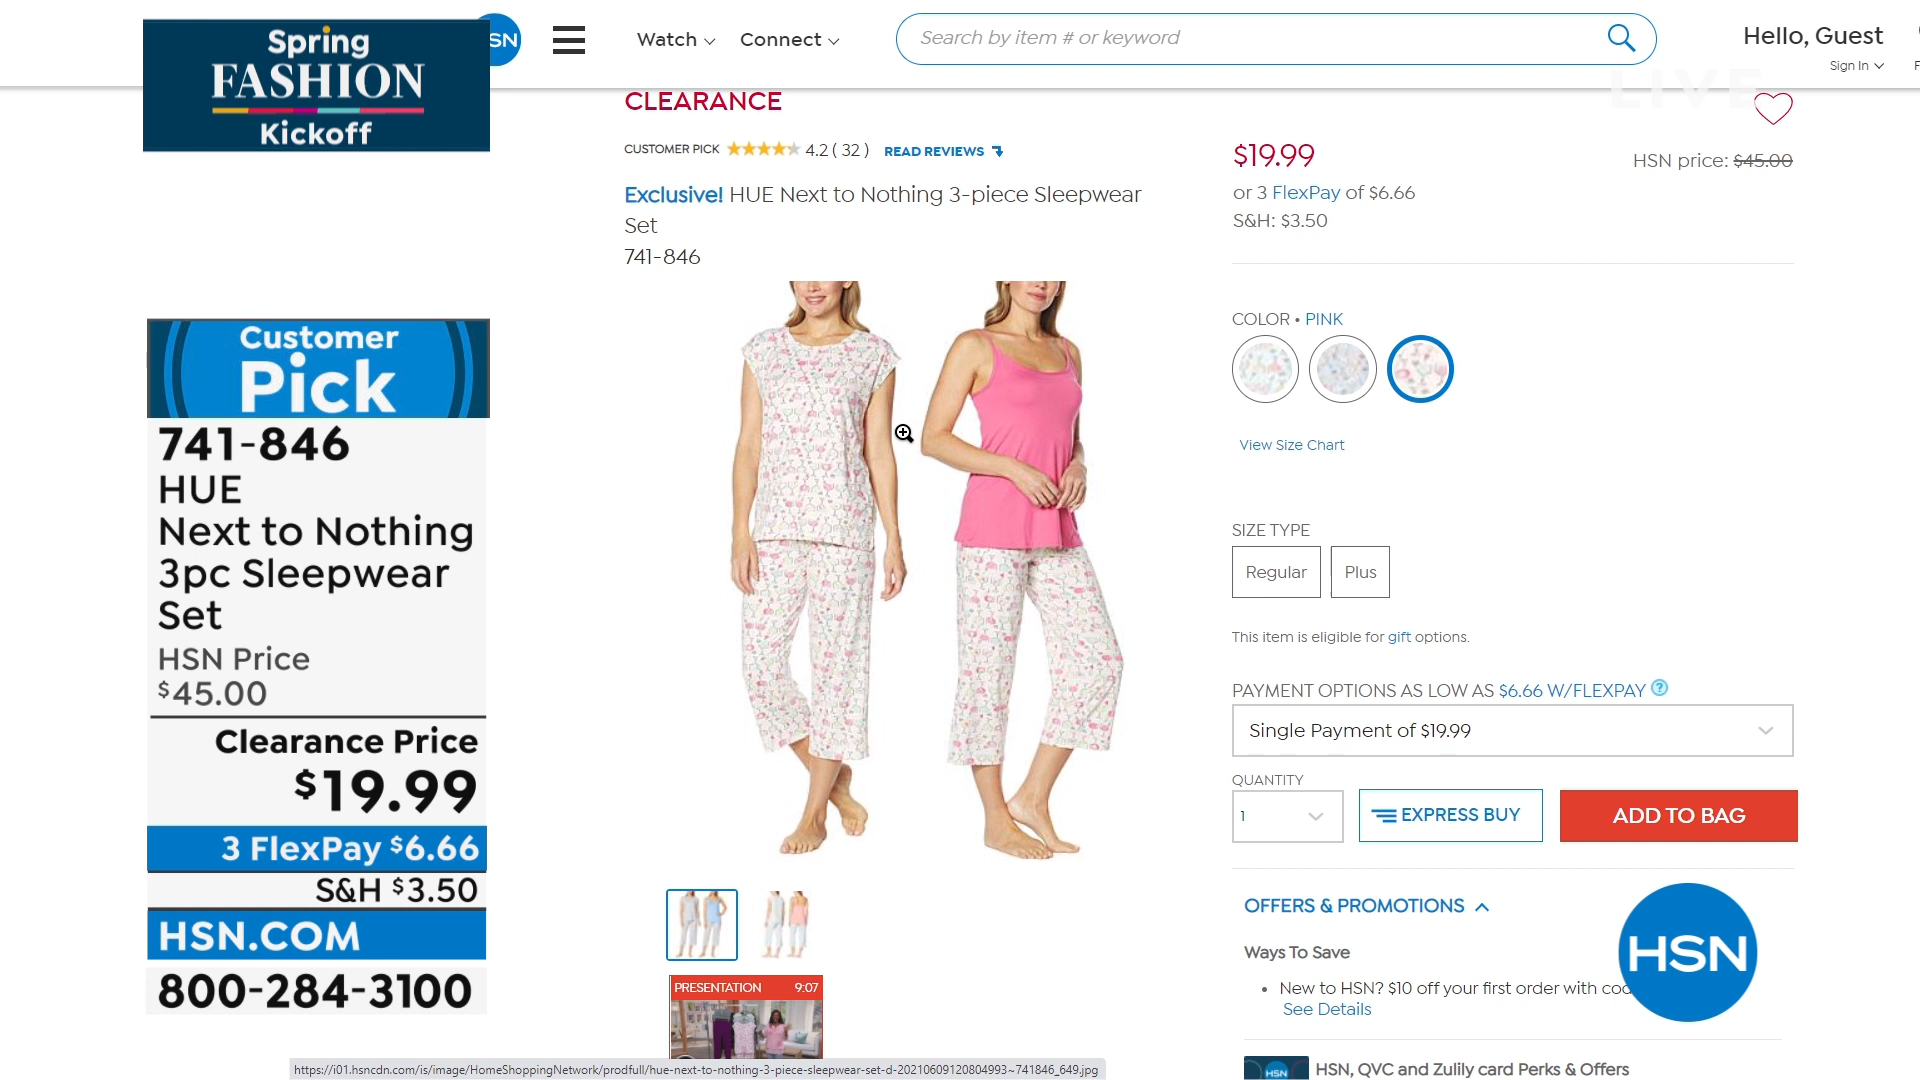 Spring
FASHION
Kickoff
HSN
Watch
Connect
Search by item # or keyword
Hello, Guest
Sign In
F
LIVE
CLEARANCE
CUSTOMER PICK 4.2 ( 32 ) READ REVIEWS
Exclusive! HUE Next to Nothing 3-piece Sleepwear
Set
741-846
$19.99
HSN price: $45.00
or 3 FlexPay of $6.66
S&H: $3.50
COLOR • PINK
View Size Chart
SIZE TYPE
Regular
Plus
This item is eligible for gift options.
PAYMENT OPTIONS AS LOW AS $6.66 W/FLEXPAY ?
Single Payment of $19.99
QUANTITY
1
EXPRESS BUY
ADD TO BAG
OFFERS & PROMOTIONS
Ways To Save
• New to HSN? $10 off your first order with
See Details
HSN
HSN
HSN, QVC and Zulily card Perks & Offers
Customer
Pick
741-846
HUE
Next to Nothing
3pc Sleepwear
Set
HSN Price
$45.00
Clearance Price
$19.99
3 FlexPay $6.66
S&H $3.50
HSN.COM
800-284-3100
PRESENTATION 9:07
https://i01.hsncdn.com/is/image/HomeShoppingNetwork/prodfull/hue-next-to-nothing-3-piece-sleepwear-set-d-20210609120804993~741846_649.jpg